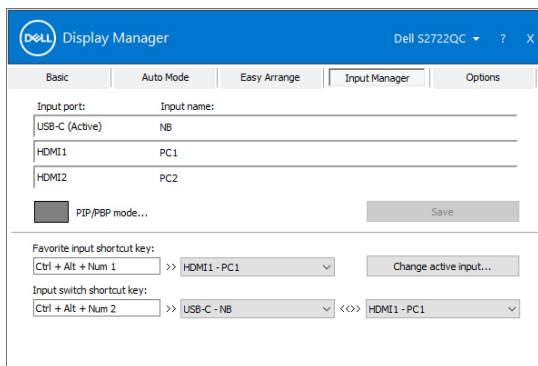 DELL Display Manager Dell S2722QC ? X
Basic Auto Mode Easy Arrange Input Manager Options
Input port: Input name:
USB-C (Active) NB
HDMI1 PC1
HDMI2 PC2
PIP/PBP mode... Save
Favorite input shortcut key:
Ctrl + Alt + Num 1 >> HDMI1 - PC1 Change active input...
Input switch shortcut key:
Ctrl + Alt + Num 2 >> USB-C - NB <<>> HDMI1 - PC1